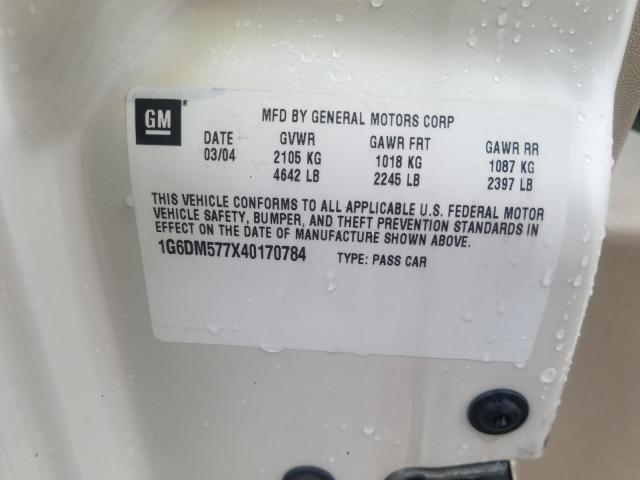 GM
MFD BY GENERAL MOTORS CORP
DATE GVWR GAWR FRT GAWR RR
03/04 2105 KG 1018 KG 1087 KG
4642 LB 2245 LB 2397 LB
THIS VEHICLE CONFORMS TO ALL APPLICABLE U.S. FEDERAL MOTOR
VEHICLE SAFETY, BUMPER, AND THEFT PREVENTION STANDARDS IN
EFFECT ON THE DATE OF MANUFACTURE SHOWN ABOVE.
1G6DM577X40170784 TYPE: PASS CAR